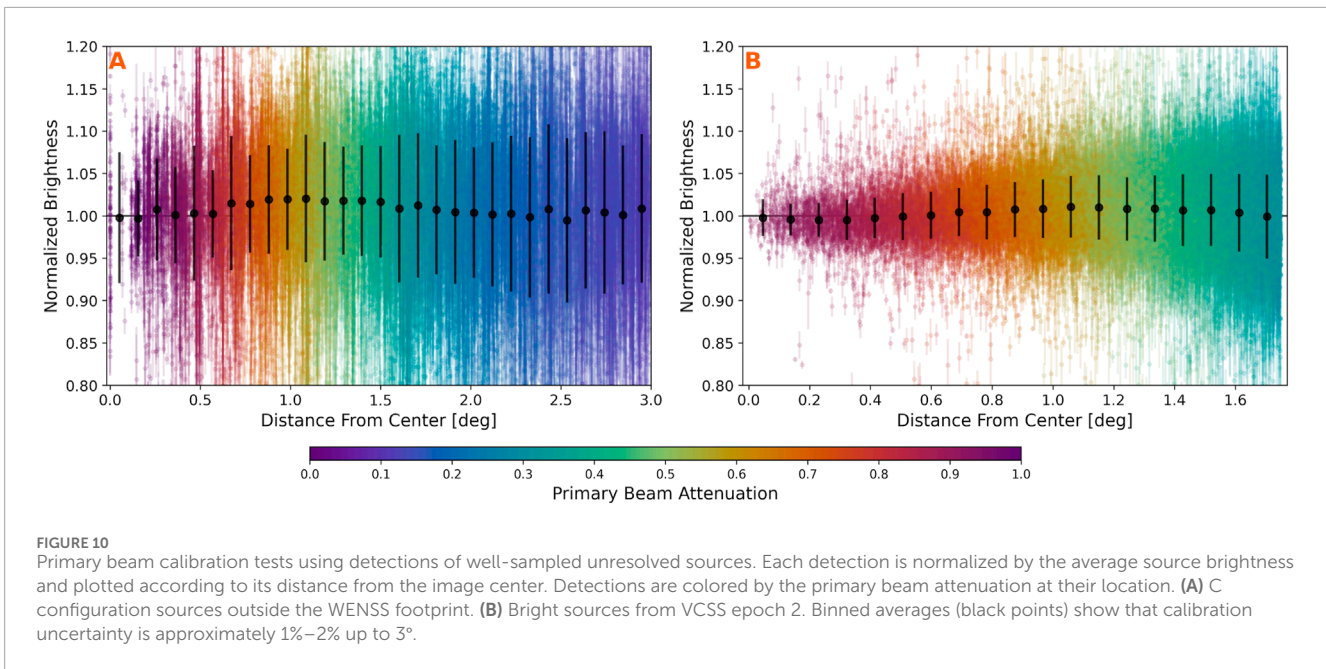 A
B
1.20
1.15
1.10
1.05
1.00
0.95
0.90
0.85
0.80
Normalized Brightness
0.0 0.5 1.0 1.5 2.0 2.5 3.0
Distance From Center [deg]
1.20
1.15
1.10
1.05
1.00
0.95
0.90
0.85
0.80
Normalized Brightness
0.0 0.2 0.4 0.6 0.8 1.0 1.2 1.4 1.6
Distance From Center [deg]
0.0 0.1 0.2 0.3 0.4 0.5 0.6 0.7 0.8 0.9 1.0
Primary Beam Attenuation
FIGURE 10
Primary beam calibration tests using detections of well-sampled unresolved sources. Each detection is normalized by the average source brightness
and plotted according to its distance from the image center. Detections are colored by the primary beam attenuation at their location. (A) C
configuration sources outside the WENSS footprint. (B) Bright sources from VCSS epoch 2. Binned averages (black points) show that calibration
uncertainty is approximately 1%–2% up to 3°.